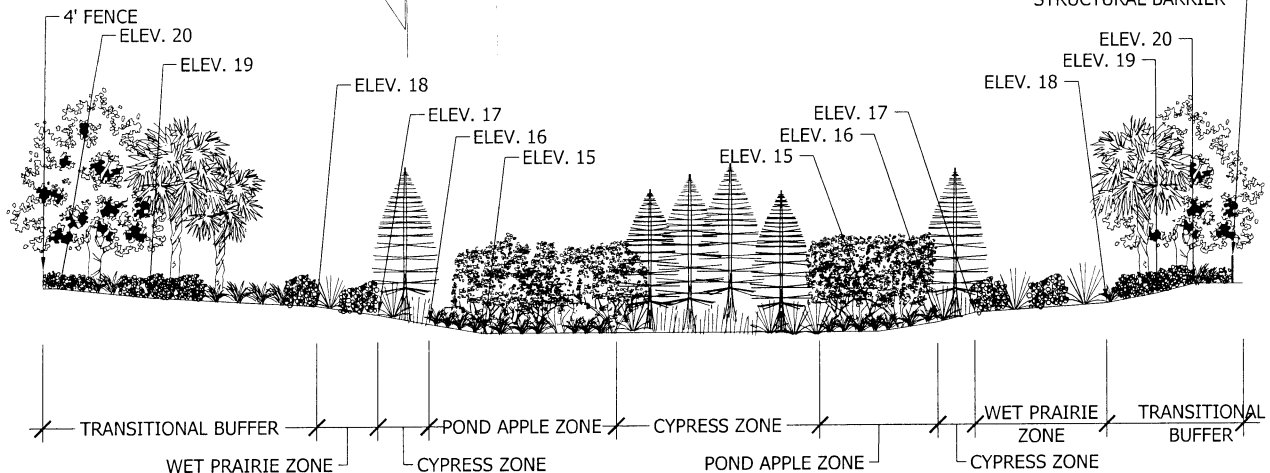 STRUCTURAL BARRIER
4' FENCE
ELEV. 20
ELEV. 19
ELEV. 18
ELEV. 17
ELEV. 16
ELEV. 15
ELEV. 20
ELEV. 19
ELEV. 18
ELEV. 17
ELEV. 16
ELEV. 15
TRANSITIONAL BUFFER
WET PRAIRIE ZONE
CYPRESS ZONE
POND APPLE ZONE
CYPRESS ZONE
POND APPLE ZONE
CYPRESS ZONE
WET PRAIRIE
ZONE
TRANSITIONAL
BUFFER